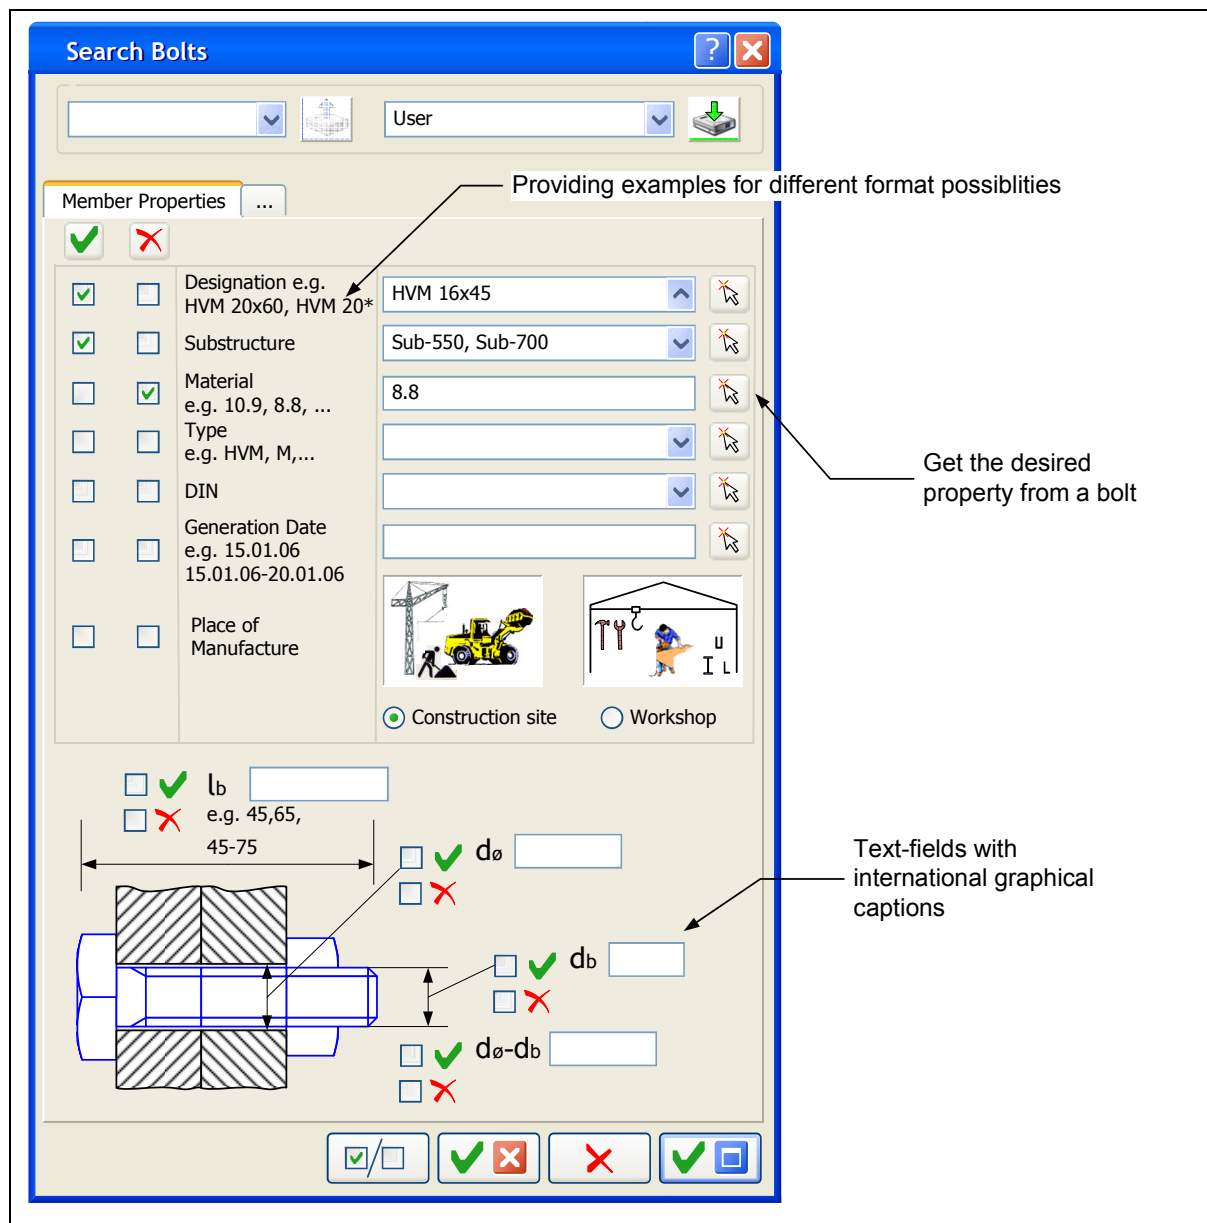 Search Bolts
?
User
Providing examples for different format possiblities
Member Properties
...
Designation e.g.
HVM 20x60, HVM 20*
HVM 16x45
Substructure
Sub-550, Sub-700
Material
e.g. 10.9, 8.8, ...
8.8
Type
e.g. HVM, M,...
Get the desired
property from a bolt
DIN
Generation Date
e.g. 15.01.06
15.01.06-20.01.06
Place of
Manufacture
Construction site
Workshop
lb
e.g. 45,65,
45-75
dø
Text-fields with
international graphical
captions
db
dø-db